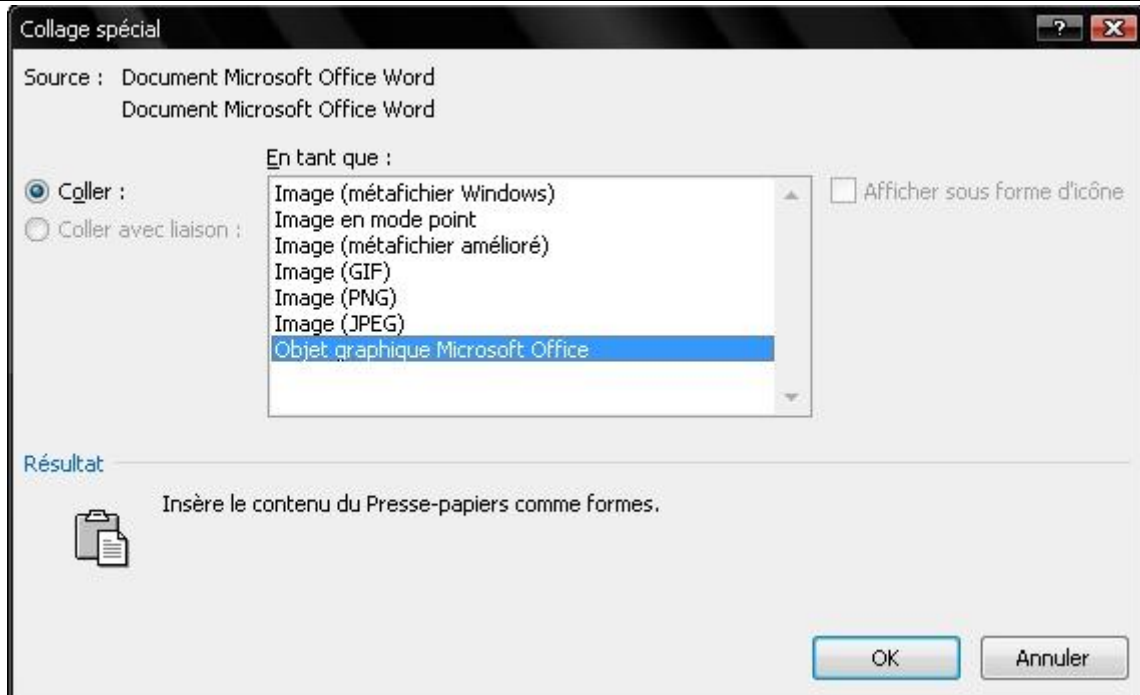 Collage spécial
?
Source : Document Microsoft Office Word
Document Microsoft Office Word
En tant que :
Coller :
Coller avec liaison :
Image (métafichier Windows)
Image en mode point
Image (métafichier amélioré)
Image (GIF)
Image (PNG)
Image (JPEG)
Objet graphique Microsoft Office
Afficher sous forme d'icône
Résultat
Insère le contenu du Presse-papiers comme formes.
OK
Annuler